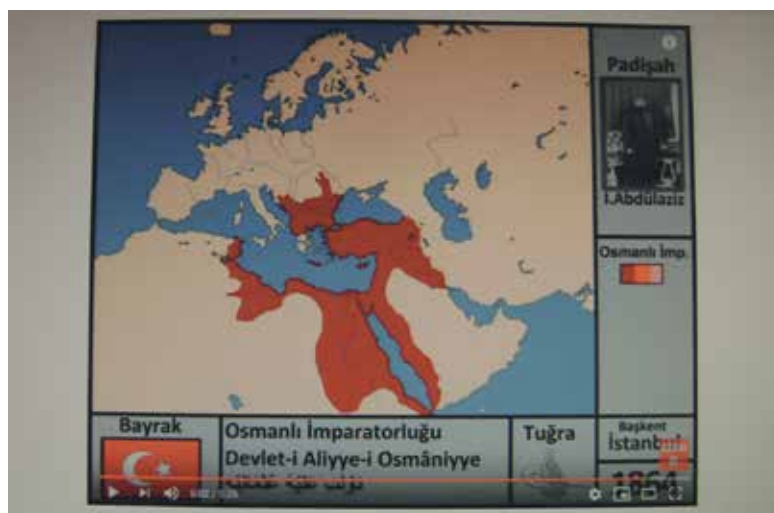 Padişah
I.Abdülaziz
Osmanlı İmp.
Bayrak
Osmanlı İmparatorluğu
Devlet-i Aliyye-i Osmâniyye
Tuğra
Başkent
İstanbul
1864